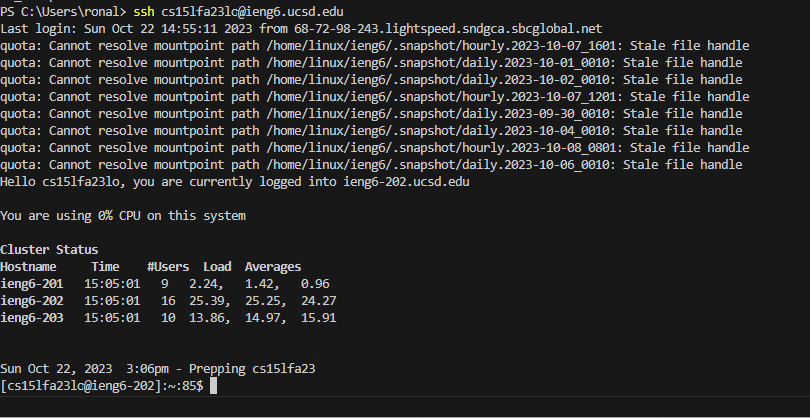 PS C:\Users\ronal> ssh cs15lfa23lo@ieng6.ucsd.edu
Last login: Sun Oct 22 14:55:11 2023 from 68-72-98-243.lightspeed.sndgca.sbcglobal.net
quota: Cannot resolve mountpoint path /home/linux/ieng6/.snapshot/hourly.2023-10-07_1601: Stale file handle
quota: Cannot resolve mountpoint path /home/linux/ieng6/.snapshot/daily.2023-10-01_0010: Stale file handle
quota: Cannot resolve mountpoint path /home/linux/ieng6/.snapshot/daily.2023-10-02_0010: Stale file handle
quota: Cannot resolve mountpoint path /home/linux/ieng6/.snapshot/hourly.2023-10-07_1201: Stale file handle
quota: Cannot resolve mountpoint path /home/linux/ieng6/.snapshot/daily.2023-09-30_0010: Stale file handle
quota: Cannot resolve mountpoint path /home/linux/ieng6/.snapshot/daily.2023-10-04_0010: Stale file handle
quota: Cannot resolve mountpoint path /home/linux/ieng6/.snapshot/hourly.2023-10-08_0801: Stale file handle
quota: Cannot resolve mountpoint path /home/linux/ieng6/.snapshot/daily.2023-10-06_0010: Stale file handle
Hello cs15lfa23lo, you are currently logged into ieng6-202.ucsd.edu
You are using 0% CPU on this system
Cluster Status
Hostname     Time    #Users  Load  Averages
ieng6-201   15:05:01   9   2.24,  1.42,   0.96
ieng6-202   15:05:01   16  25.39,  25.25,  24.27
ieng6-203   15:05:01   10  13.86,  14.97,  15.91
Sun Oct 22, 2023  3:06pm - Prepping cs15lfa23
[cs15lfa23lo@ieng6-202]:~:85$